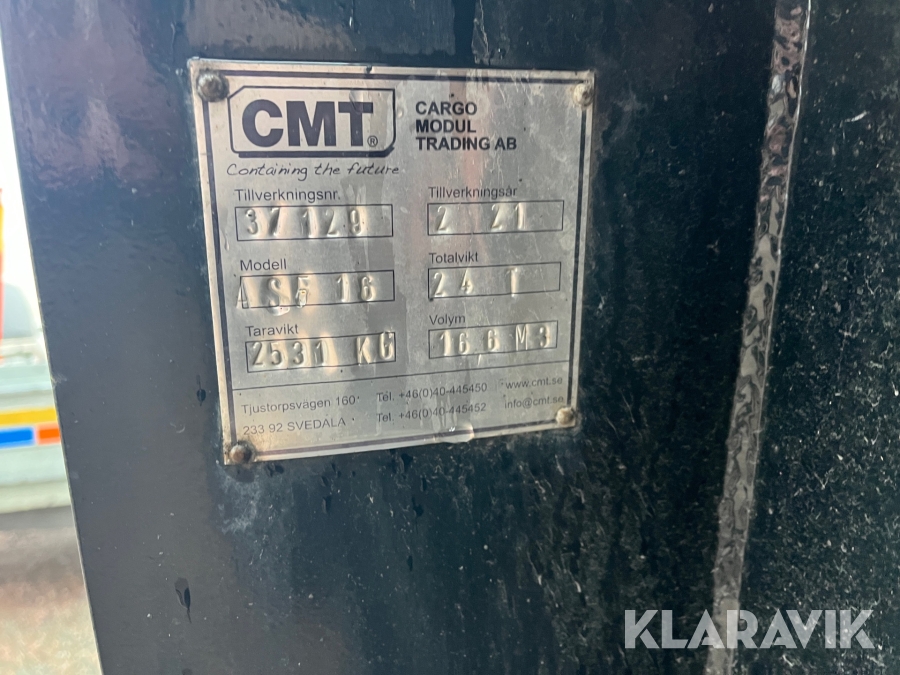 CMT®
CARGO
MODUL
TRADING AB
Containing the future
Tillverkningsnr.
37129
Tillverkningsår
2 21
Modell
16
Totalvikt
24 T
Taravikt
2531 KG
Volym
16,6 M3
Tjustorpsvägen 160
233 92 SVEDALA
Tel. +46(0)40-445450
Tel. +46(0)40-445452
www.cmt.se
info@cmt.se
KLARAVIK